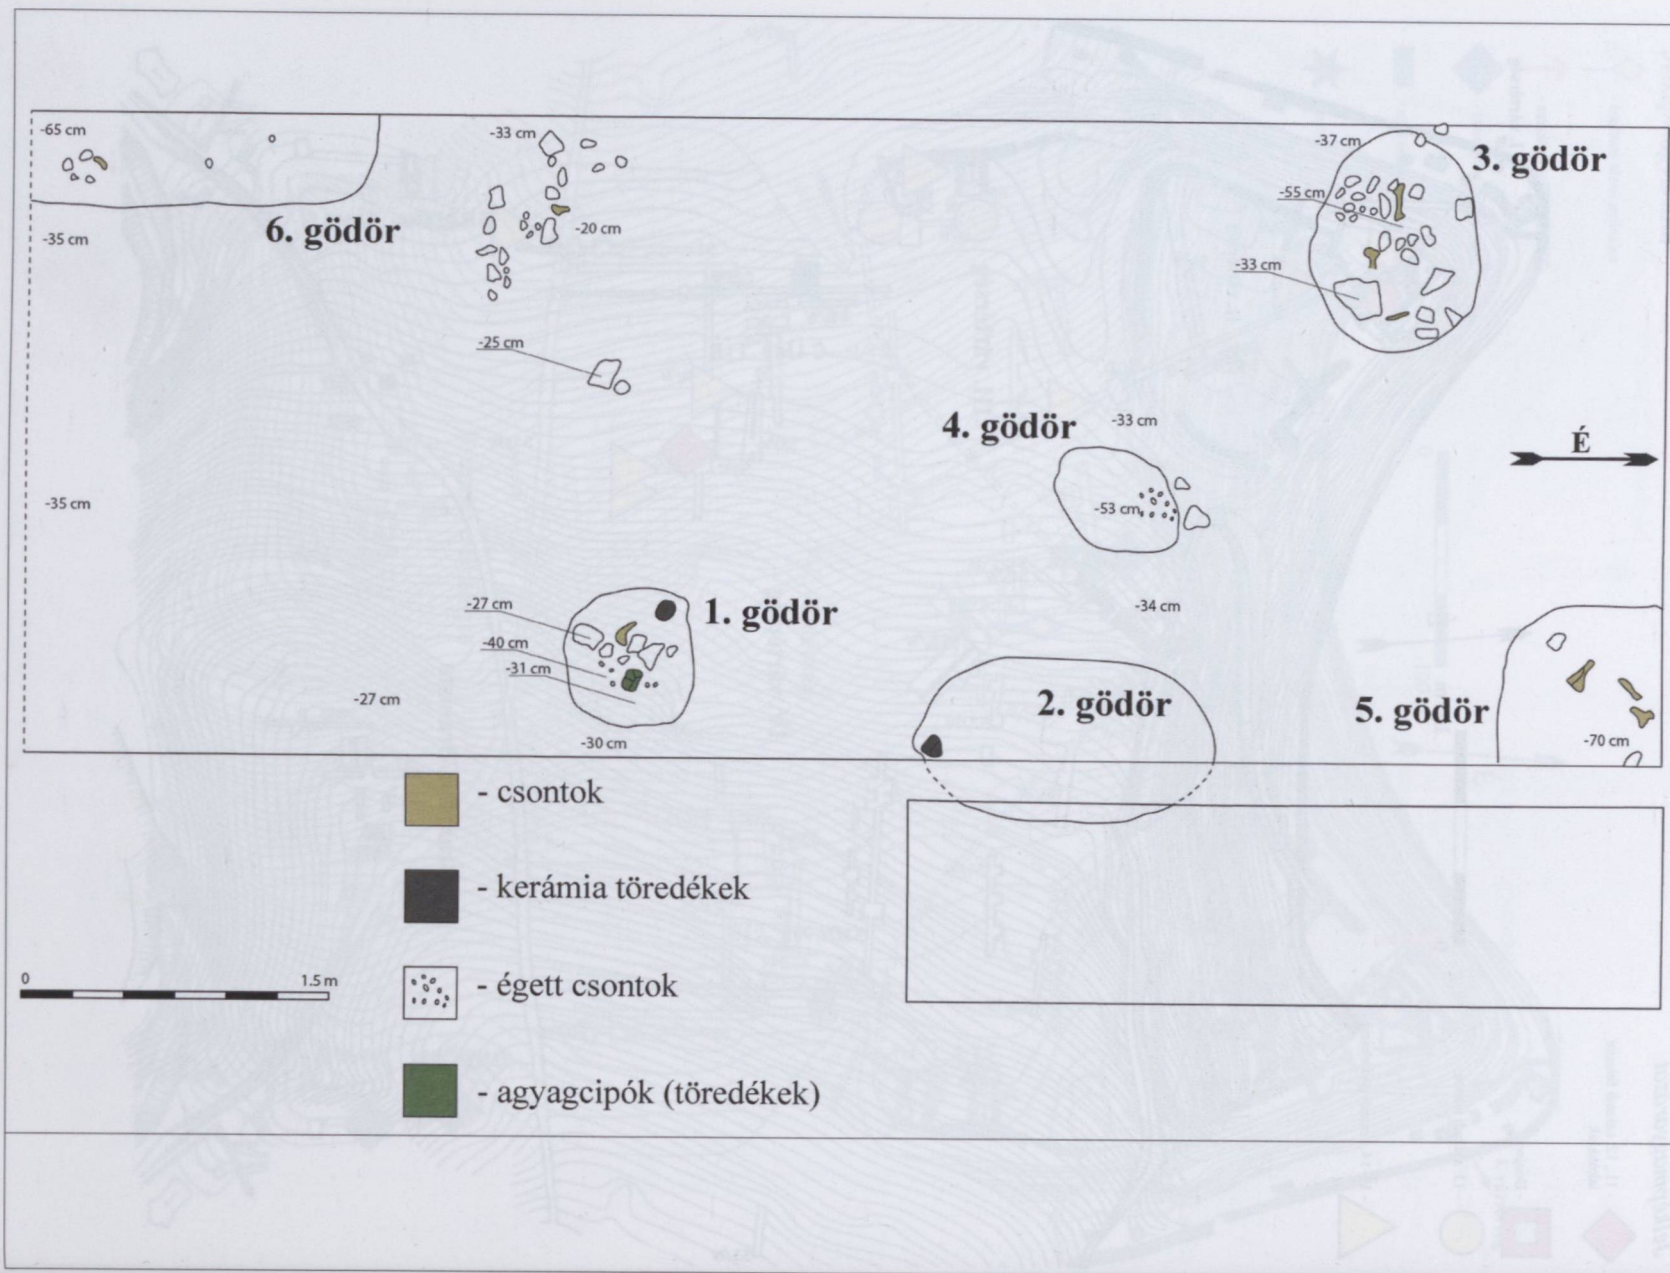 -65 cm
-33 cm
-37 cm
3. gödör
-55 cm
6. gödör
-20 cm
-35 cm
-33 cm
-25 cm
4. gödör
-33 cm
É
-35 cm
-53 cm
-27 cm
1. gödör
-34 cm
-40 cm
-31 cm
-27 cm
2. gödör
5. gödör
-30 cm
-70 cm
- csontok
- kerámia töredékek
0
1.5 m
- égett csontok
- agyagcipók (töredékek)